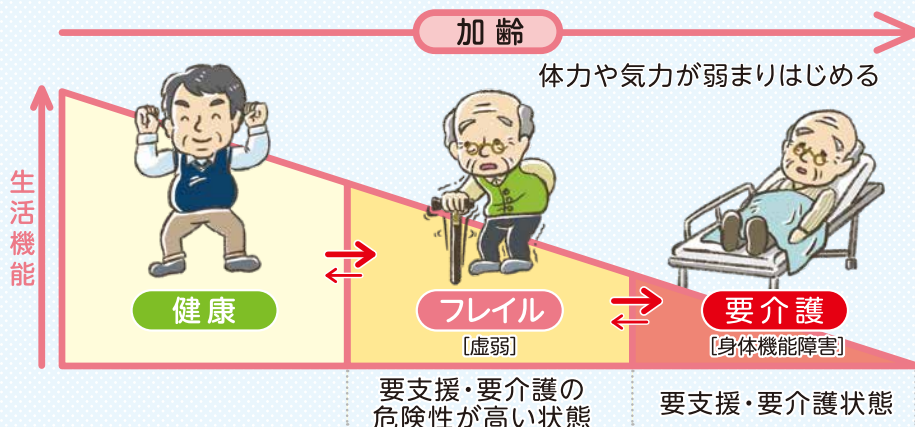 加齢
体力や気力が弱まりはじめる
生活機能
健康
フレイル
[虚弱]
要介護
[身体機能障害]
要支援・要介護の
危険性が高い状態
要支援・要介護状態